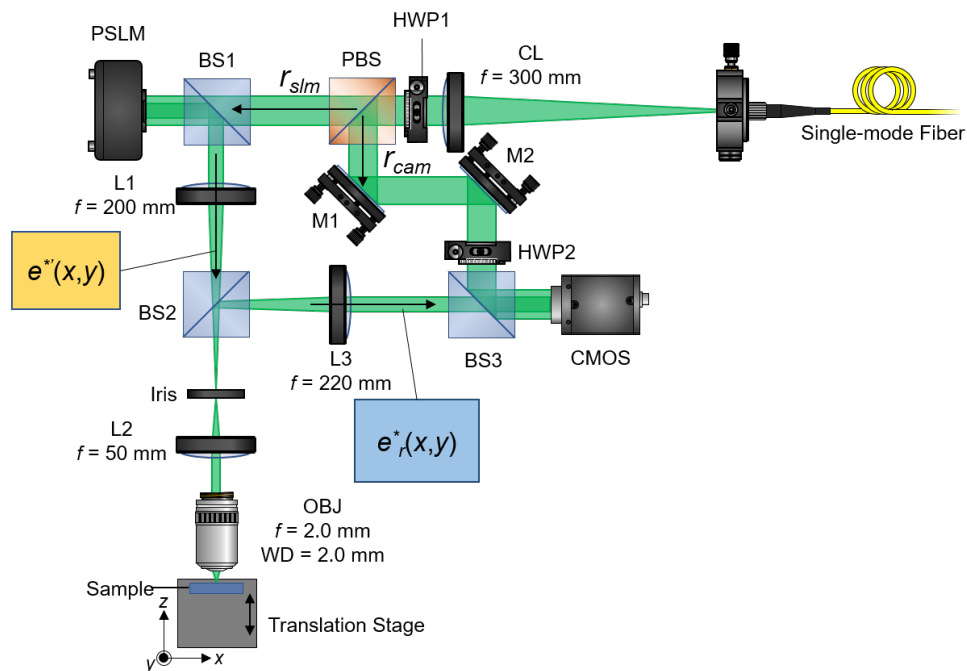 PSLM
BS1
PBS
HWP1
CL
f = 300 mm
r_slm
r_cam
Single-mode Fiber
L1
f = 200 mm
M1
M2
HWP2
e*'(x,y)
BS2
L3
f = 220 mm
BS3
CMOS
Iris
L2
f = 50 mm
e*_r(x,y)
OBJ
f = 2.0 mm
WD = 2.0 mm
Sample
z
Translation Stage
y
x